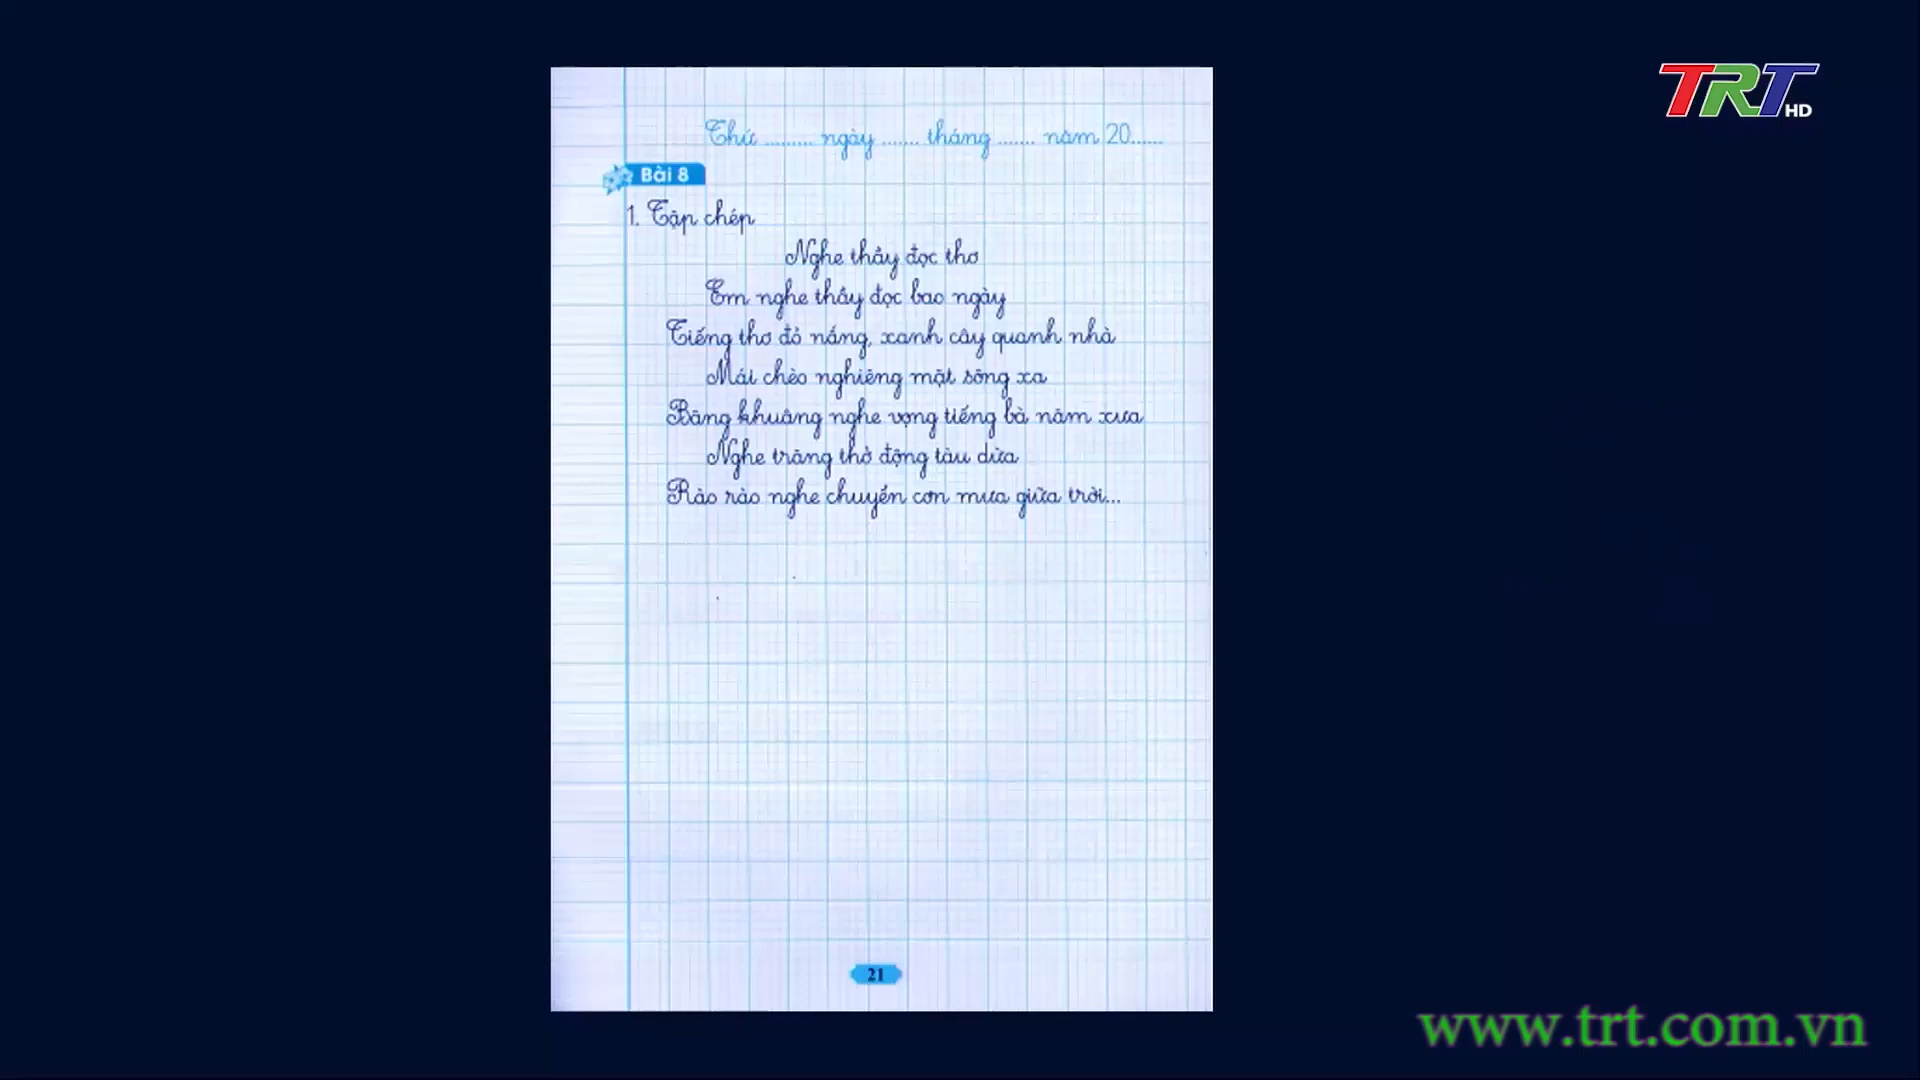 TRT HD
Thứ ......... ngày ....... tháng ....... năm 20......
Bài 8
1. Tập chép
Nghe thầy đọc thơ
Em nghe thầy đọc bao ngày
Tiếng thơ đỏ nắng, xanh cây quanh nhà
Mái chèo nghiêng mặt sông xa
Bâng khuâng nghe vọng tiếng bà năm xưa
Nghe trăng thở động tàu dừa
Rào rào nghe chuyển cơn mưa giữa trời...
21
www.trt.com.vn